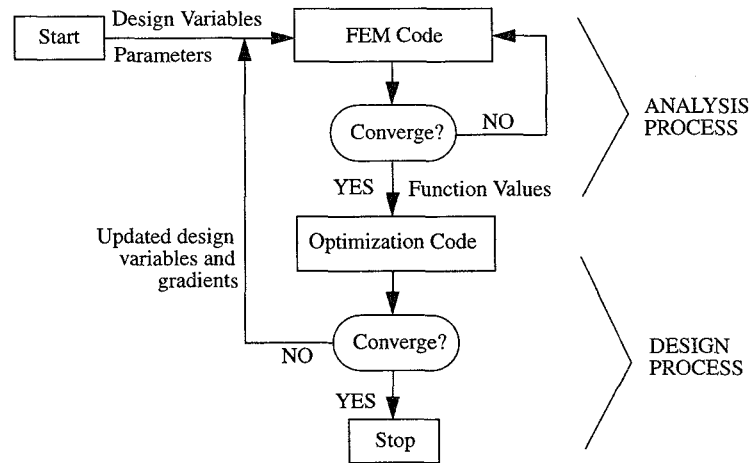 Start
Design Variables
Parameters
FEM Code
Converge?
NO
YES
Function Values
ANALYSIS
PROCESS
Optimization Code
Updated design
variables and
gradients
Converge?
NO
YES
Stop
DESIGN
PROCESS